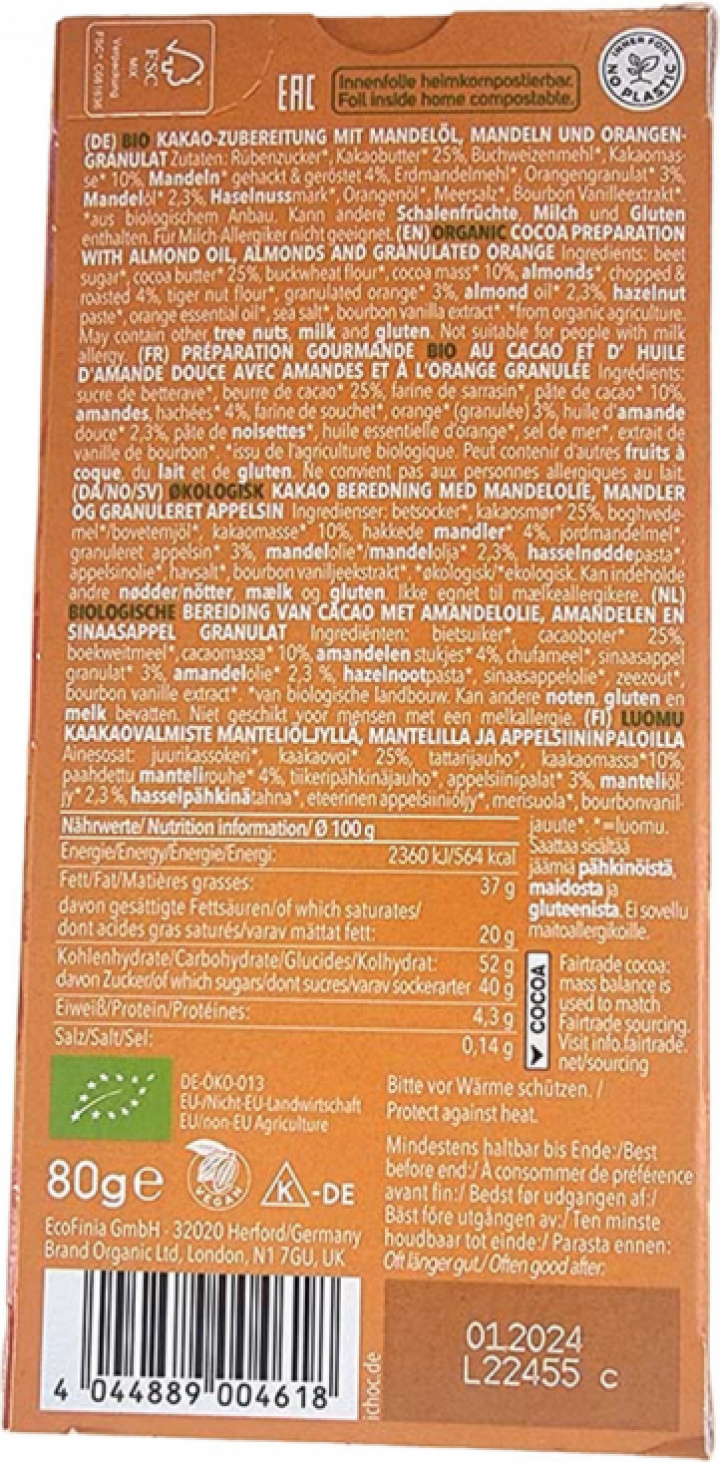 FSC
MIX
Verpackung
FSC® C081836
EAC
Innenfolie heimkompostierbar.
Foil inside home compostable.
INNER FOIL
NO PLASTIC
(DE) BIO KAKAO-ZUBEREITUNG MIT MANDELÖL, MANDELN UND ORANGEN-
GRANULAT Zutaten: Rübenzucker*, Kakaobutter* 25%, Buchweizenmehl*, Kakaomas-
se* 10%, Mandeln* gehackt & geröstet 4%, Erdmandelmehl*, Orangengranulat* 3%,
Mandelöl* 2,3%, Haselnussmark*, Orangenöl*, Meersalz*, Bourbon Vanilleextrakt*.
*aus biologischem Anbau. Kann andere Schalenfrüchte, Milch und Gluten
enthalten. Für Milch-Allergiker nicht geeignet. (EN) ORGANIC COCOA PREPARATION
WITH ALMOND OIL, ALMONDS AND GRANULATED ORANGE Ingredients: beet
sugar*, cocoa butter* 25%, buckwheat flour*, cocoa mass* 10%, almonds*, chopped &
roasted 4%, tiger nut flour*, granulated orange* 3%, almond oil* 2,3%, hazelnut
paste*, orange essential oil*, sea salt*, bourbon vanilla extract*. *from organic agriculture.
May contain other tree nuts, milk and gluten. Not suitable for people with milk
allergy. (FR) PRÉPARATION GOURMANDE BIO AU CACAO ET D' HUILE
D'AMANDE DOUCE AVEC AMANDES ET À L'ORANGE GRANULÉE Ingrédients:
sucre de betterave*, beurre de cacao* 25%, farine de sarrasin*, pâte de cacao* 10%,
amandes, hachées* 4%, farine de souchet*, orange* (granulée) 3%, huile d'amande
douce* 2,3%, pâte de noisettes*, huile essentielle d'orange*, sel de mer*, extrait de
vanille de bourbon*. *issu de l'agriculture biologique. Peut contenir d'autres fruits à
coque, du lait et de gluten. Ne convient pas aux personnes allergiques au lait.
(DA/NO/SV) ØKOLOGISK KAKAO BEREDNING MED MANDELOLIE, MANDLER
OG GRANULERET APPELSIN Ingredienser: betsocker*, kakaosmør* 25%, boghvede-
mel*/bovetemjöl*, kakaomasse* 10%, hakkede mandler* 4%, jordmandelmel*,
granuleret appelsin* 3%, mandelolie*/mandelolja* 2,3%, hasselnøddepasta*,
appelsinolie*, havsalt*, bourbon vaniljeekstrakt*. *økologisk/*ekologisk. Kan indeholde
andre nødder/nötter, mælk og gluten. Ikke egnet til mælkeallergikere. (NL)
BIOLOGISCHE BEREIDING VAN CACAO MET AMANDELOLIE, AMANDELEN EN
SINAASAPPEL GRANULAT Ingrediënten: bietsuiker*, cacaoboter* 25%,
boekweitmeel*, cacaomassa* 10%, amandelen stukjes* 4%, chufameel*, sinaasappel
granulat* 3%, amandelolie* 2,3 %, hazelnootpasta*, sinaasappelolie*, zeezout*,
bourbon vanille extract*. *van biologische landbouw. Kan andere noten, gluten en
melk bevatten. Niet geschikt voor mensen met een melkallergie. (FI) LUOMU
KAAKAOVALMISTE MANTELIÖLJYLLÄ, MANTELILLA JA APPELSIININPALOILLA
Ainesosat: juurikassokeri*, kaakaovoi* 25%, tattarijauho*, kaakaomassa*10%,
paahdettu mantelirouhe* 4%, tiikeripähkinäjauho*, appelsiinipalat* 3%, manteliöl-
jy* 2,3 %, hasselpähkinätahna*, eteerinen appelsiiniöljy*, merisuola*, bourbonvanil-
jauute*. *=luomu.
Saattaa sisältää
jäämiä pähkinöistä,
maidosta ja
gluteenista. Ei sovellu
maitoallergikoille.
Nährwerte/ Nutrition information/ Ø 100 g
Energie/Energy/Énergie/Energi: 2360 kJ/564 kcal
Fett/Fat/Matières grasses: 37 g
davon gesättigte Fettsäuren/of which saturates/
dont acides gras saturés/varav mättat fett: 20 g
Kohlenhydrate/Carbohydrate/Glucides/Kolhydrat: 52 g
davon Zucker/of which sugars/dont sucres/varav sockerarter 40 g
Eiweiß/Protein/Protéines: 4,3 g
Salz/Salt/Sel: 0,14 g
COCOA
Fairtrade cocoa:
mass balance is
used to match
Fairtrade sourcing.
Visit info.fairtrade.
net/sourcing
DE-ÖKO-013
EU-/Nicht-EU-Landwirtschaft
EU/non-EU Agriculture
Bitte vor Wärme schützen. /
Protect against heat.
80g e
VEGAN
K-DE
Mindestens haltbar bis Ende:/Best
before end:/ À consommer de préférence
avant fin:/ Bedst før udgangen af:/
Bäst före utgången av:/ Ten minste
houdbaar tot einde:/ Parasta ennen:
Oft länger gut/ Often good after:
EcoFinia GmbH · 32020 Herford/Germany
Brand Organic Ltd, London, N1 7GU, UK
4 044889 004618
ichoc.de
01.2024
L22455 c